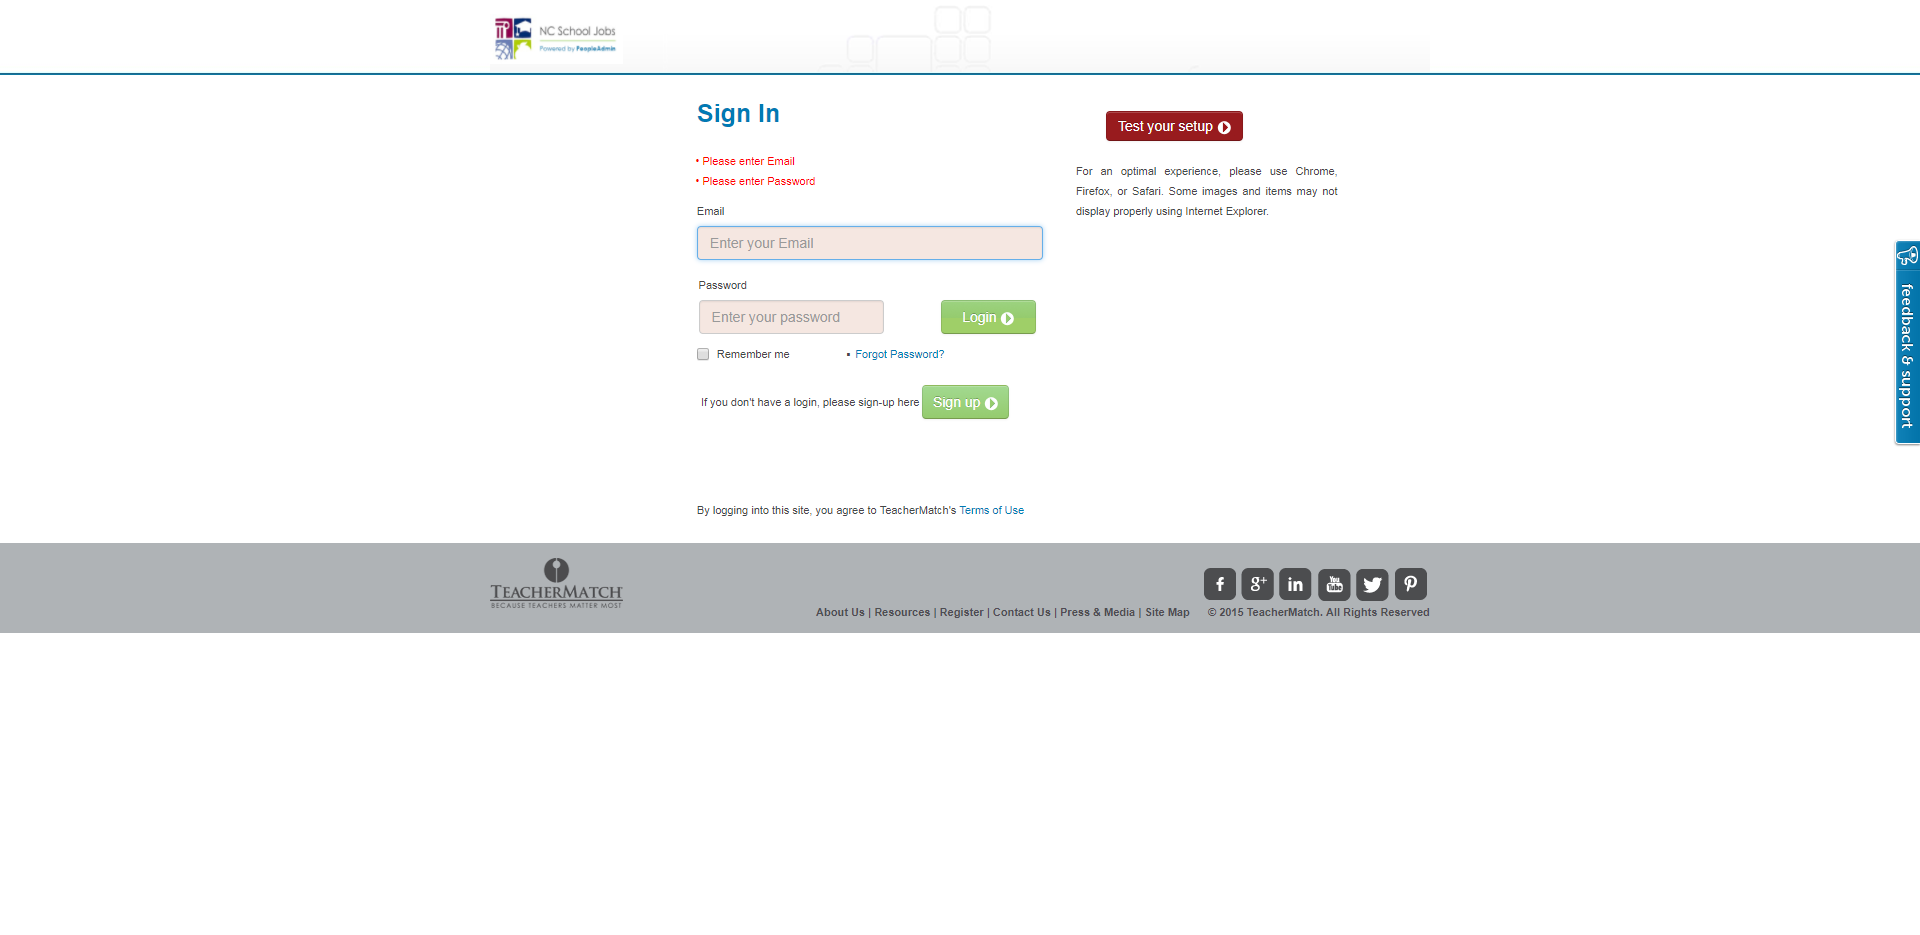 NC School Jobs
Powered by PeopleAdmin
Sign In
• Please enter Email
• Please enter Password
Email
Enter your Email
Password
Enter your password
Login
Remember me
• Forgot Password?
If you don't have a login, please sign-up here Sign up
By logging into this site, you agree to TeacherMatch's Terms of Use
Test your setup
For an optimal experience, please use Chrome,
Firefox, or Safari. Some images and items may not
display properly using Internet Explorer.
feedback & support
TEACHERMATCH
BECAUSE TEACHERS MATTER MOST
f g+ in You Tube
About Us | Resources | Register | Contact Us | Press & Media | Site Map © 2015 TeacherMatch. All Rights Reserved